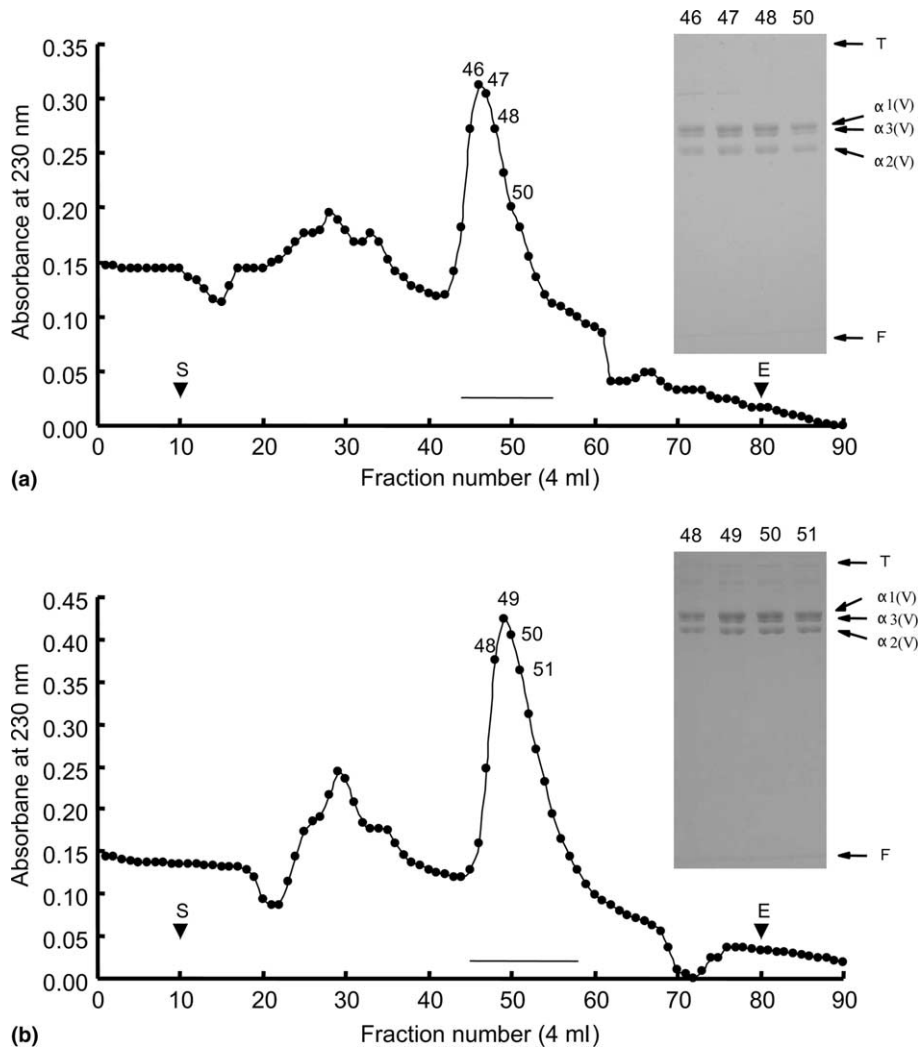 46 47 48 50
T
α1(V)
α3(V)
α2(V)
F
0.35
0.30
0.25
0.20
0.15
0.10
0.05
0.00
Absorbance at 230 nm
46
47
48
50
S
E
0 10 20 30 40 50 60 70 80 90
(a)
Fraction number (4 ml)
48 49 50 51
T
α1(V)
α3(V)
α2(V)
F
0.45
0.40
0.35
0.30
0.25
0.20
0.15
0.10
0.05
0.00
Absorbane at 230 nm
49
48
50
51
S
E
0 10 20 30 40 50 60 70 80 90
(b)
Fraction number (4 ml)